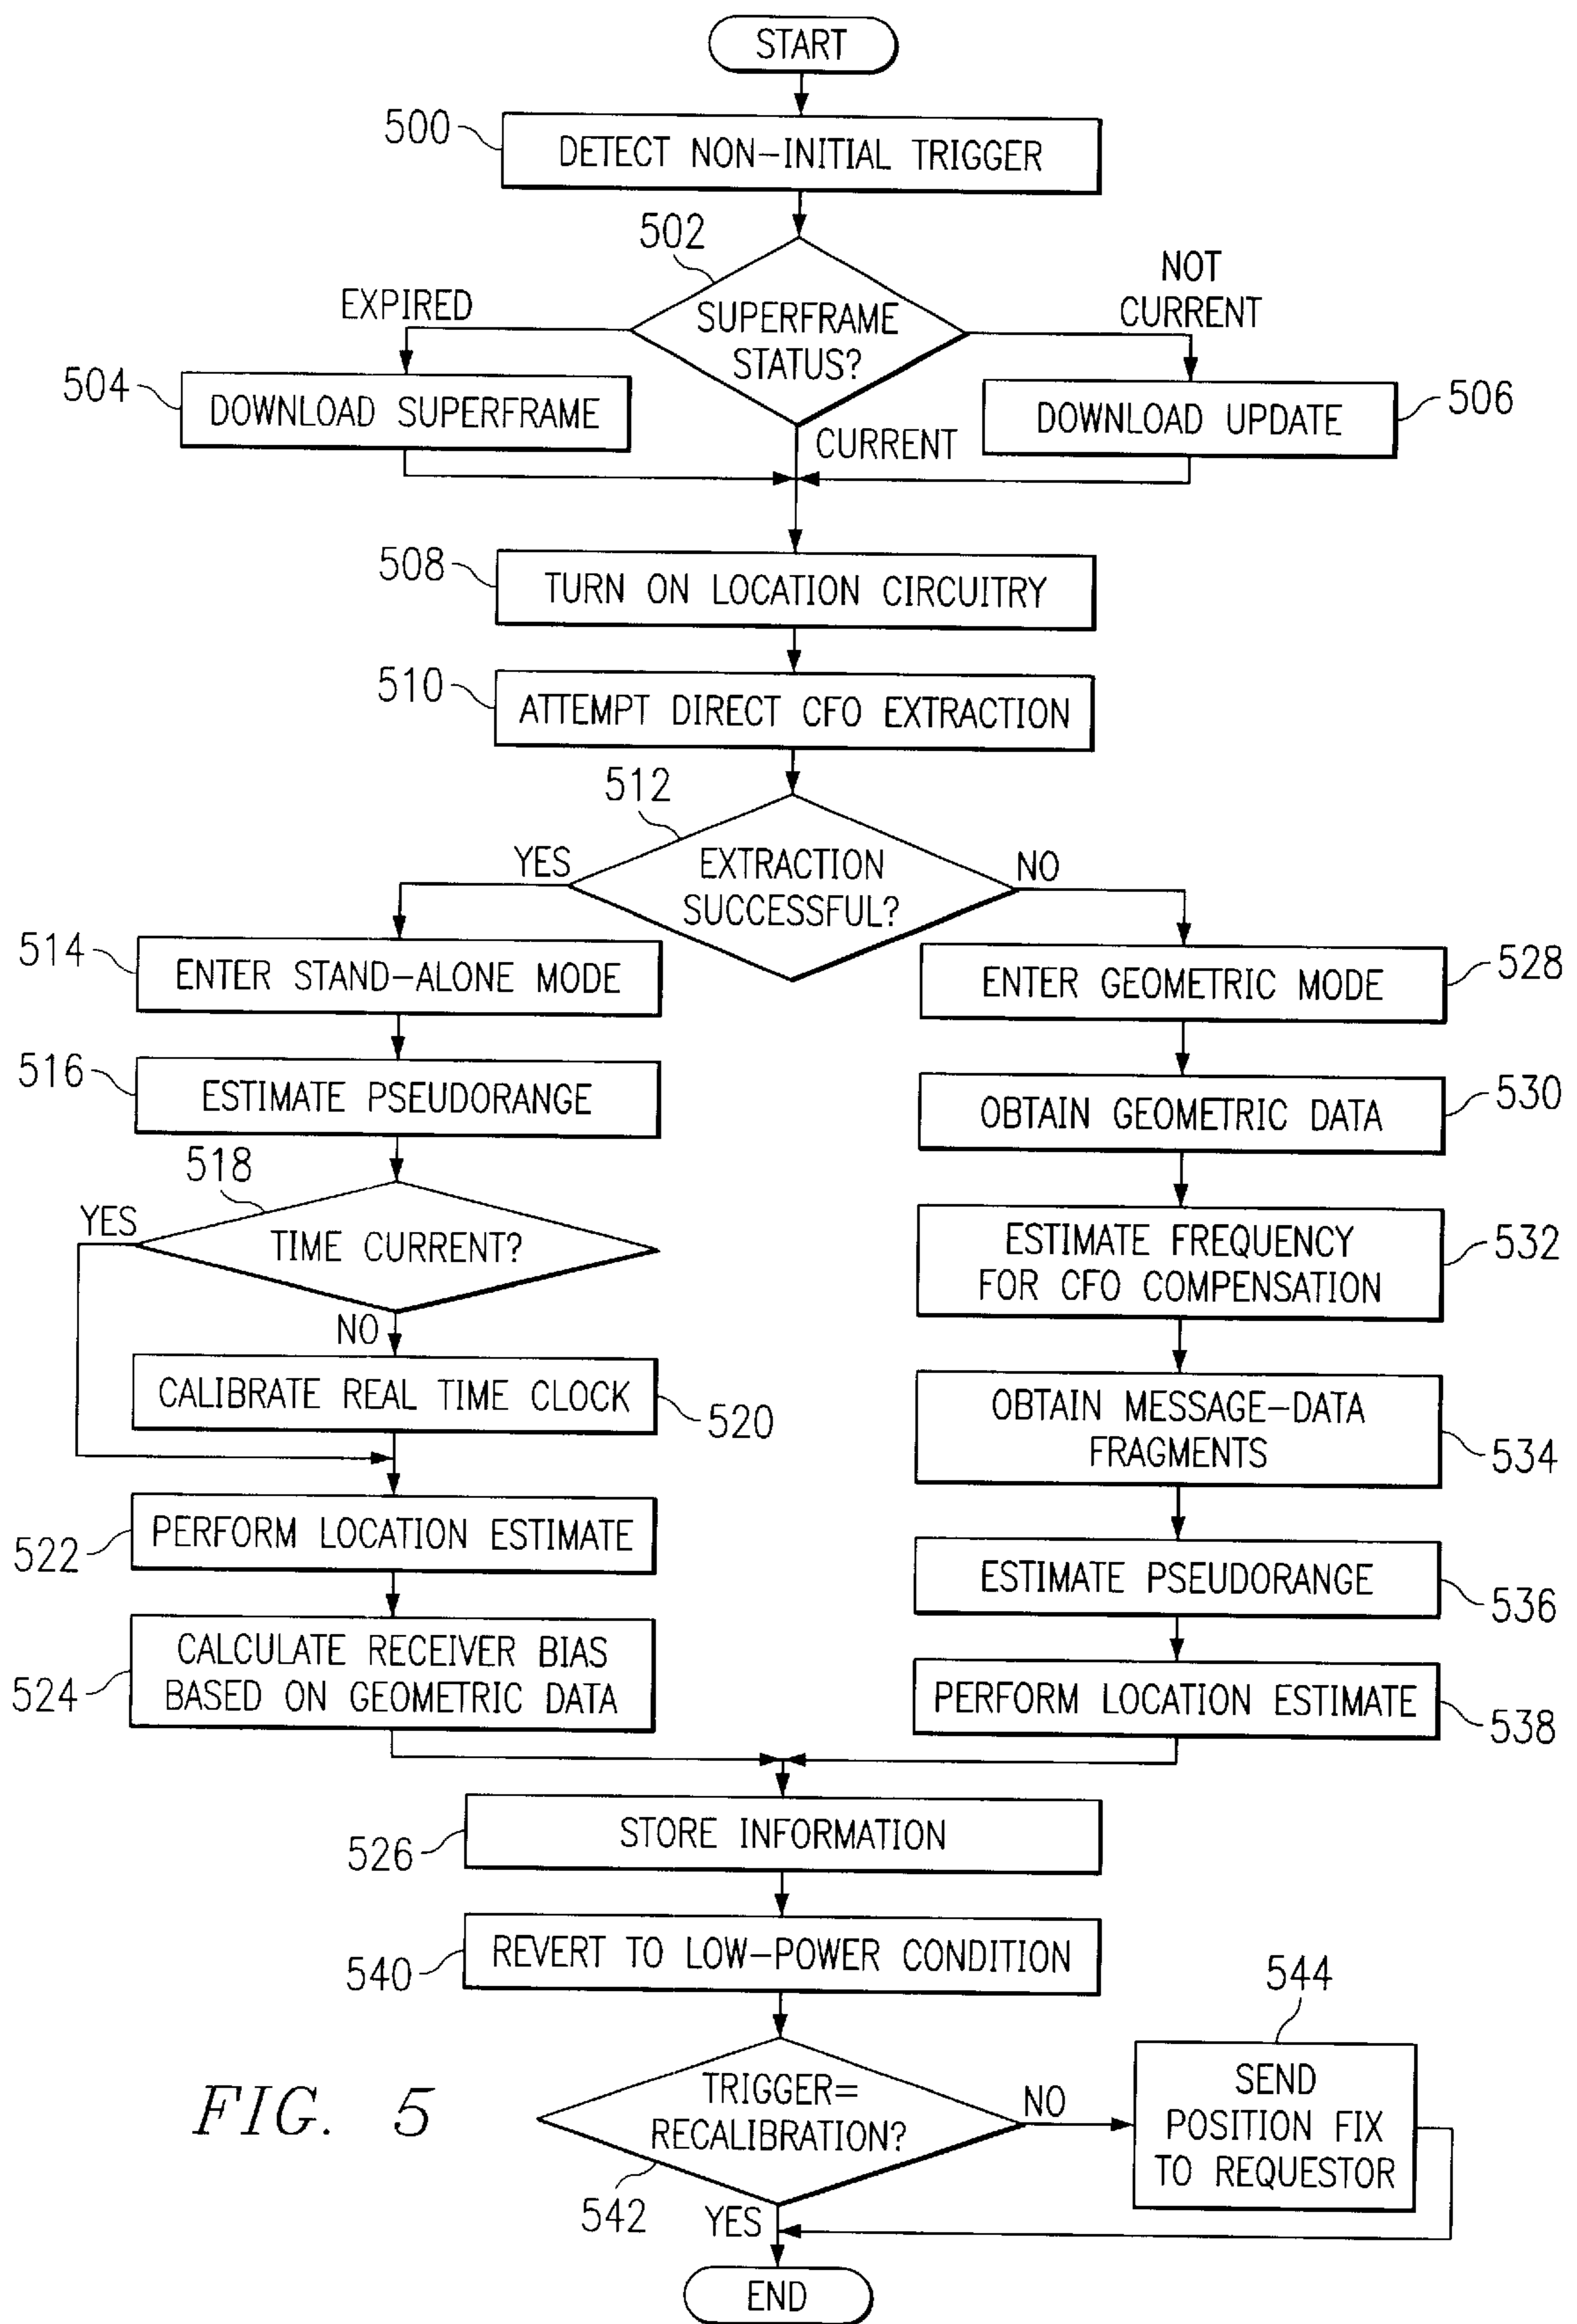 START
500
DETECT NON-INITIAL TRIGGER
502
SUPERFRAME
STATUS?
EXPIRED
NOT
CURRENT
504
DOWNLOAD SUPERFRAME
CURRENT
DOWNLOAD UPDATE
506
508
TURN ON LOCATION CIRCUITRY
510
ATTEMPT DIRECT CFO EXTRACTION
512
EXTRACTION
SUCCESSFUL?
YES
NO
514
ENTER STAND-ALONE MODE
516
ESTIMATE PSEUDORANGE
518
YES
TIME CURRENT?
NO
CALIBRATE REAL TIME CLOCK
520
522
PERFORM LOCATION ESTIMATE
524
CALCULATE RECEIVER BIAS
BASED ON GEOMETRIC DATA
ENTER GEOMETRIC MODE
528
OBTAIN GEOMETRIC DATA
530
ESTIMATE FREQUENCY
FOR CFO COMPENSATION
532
OBTAIN MESSAGE-DATA
FRAGMENTS
534
ESTIMATE PSEUDORANGE
536
PERFORM LOCATION ESTIMATE
538
526
STORE INFORMATION
540
REVERT TO LOW-POWER CONDITION
TRIGGER=
RECALIBRATION?
542
NO
544
SEND
POSITION FIX
TO REQUESTOR
YES
END
FIG. 5